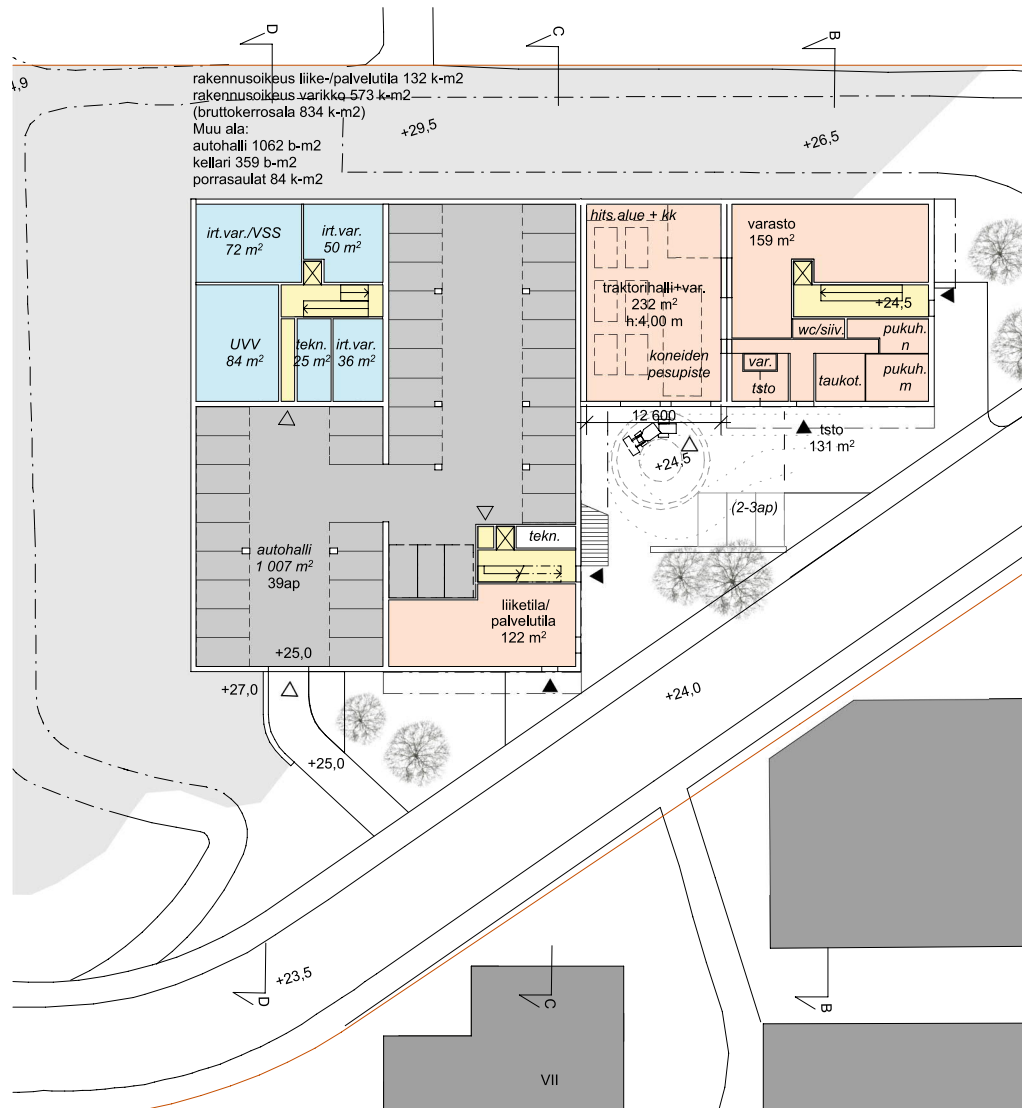 D
C
B
4,9
rakennusoikeus liike-/palvelutila 132 k-m2
rakennusoikeus varikko 573 k-m2
(bruttokerrosala 834 k-m2)
Muu ala:
autohalli 1062 b-m2
kellari 359 b-m2
porrasaulat 84 k-m2
+29,5
+26,5
irt.var./VSS
72 m²
irt.var.
50 m²
hits.alue + kk
varasto
159 m²
traktorihalli+var.
232 m²
h:4,00 m
+24,5
UVV
84 m²
tekn.
25 m²
irt.var.
36 m²
koneiden
pesupiste
wc/siiv.
pukuh.
n
var.
tsto
taukot.
pukuh.
m
12 600
tsto
131 m²
+24,5
(2-3ap)
autohalli
1 007 m²
39ap
tekn.
liiketila/
palvelutila
122 m²
+25,0
+27,0
+24,0
+25,0
+23,5
D
C
B
VII